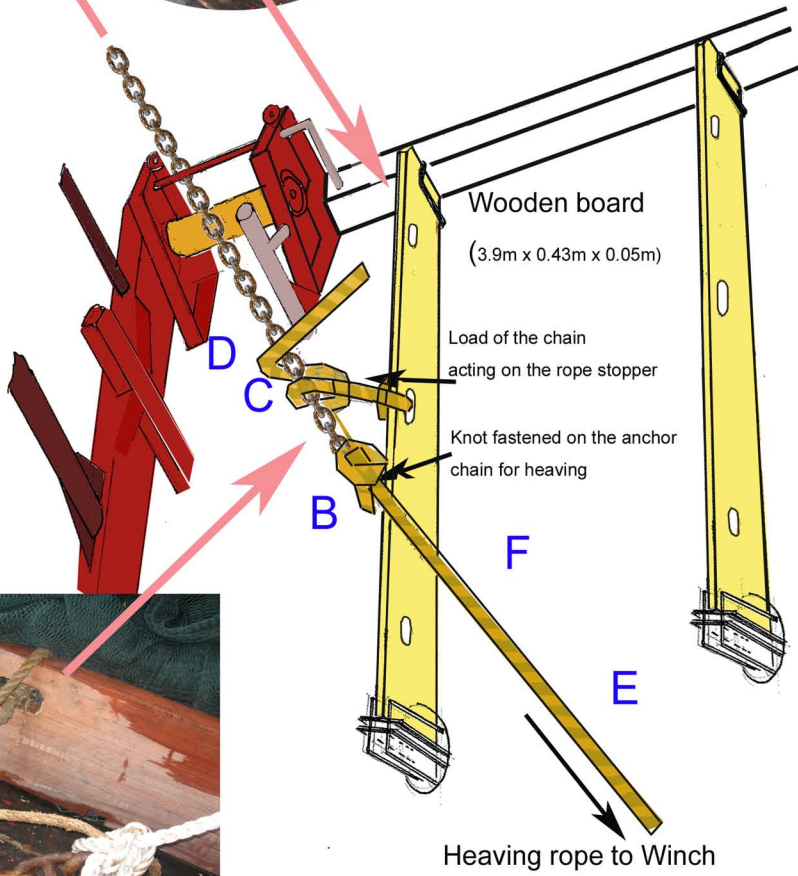 Wooden board
(3.9m x 0.43m x 0.05m)
Load of the chain
acting on the rope stopper
D
C
Knot fastened on the anchor
chain for heaving
B
F
E
Heaving rope to Winch